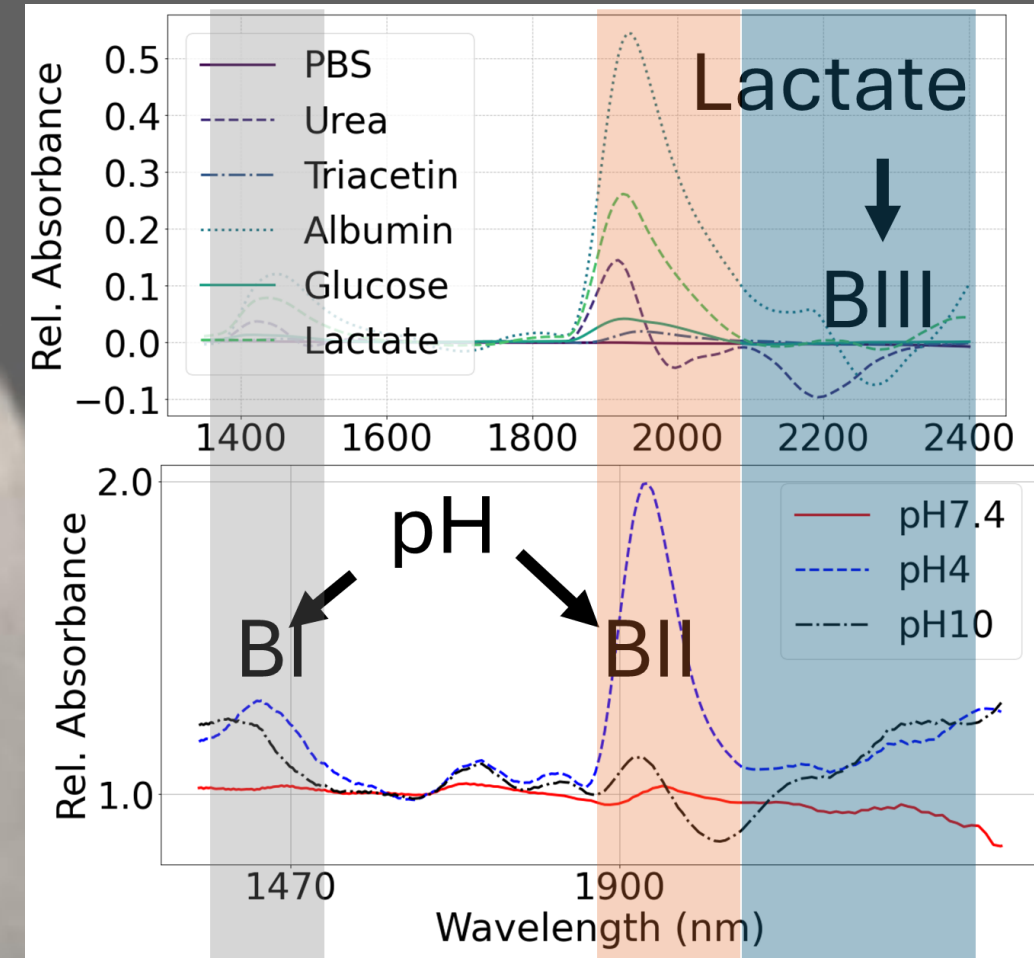 Rel. Absorbance
0.5
0.4
0.3
0.2
0.1
0.0
−0.1
PBS
Urea
Triacetin
Albumin
Glucose
Lactate
Lactate
BIII
1400 1600 1800 2000 2200 2400
Rel. Absorbance
2.0
1.0
pH
BI
BII
pH7.4
pH4
pH10
1470 1900
Wavelength (nm)